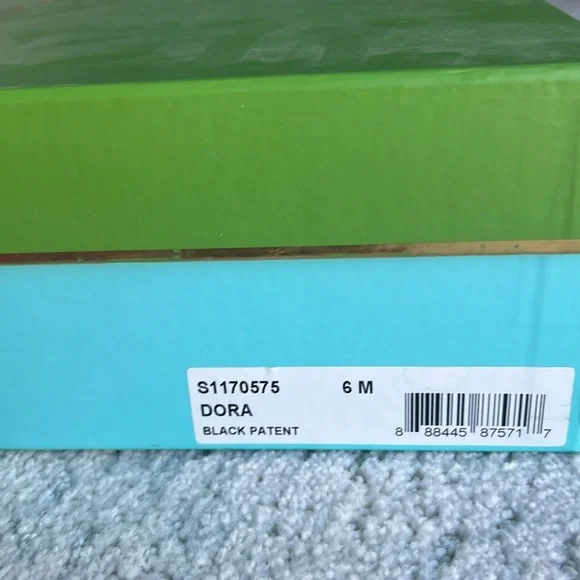 S1170575 6 M
DORA
BLACK PATENT
8 88445 87571 7